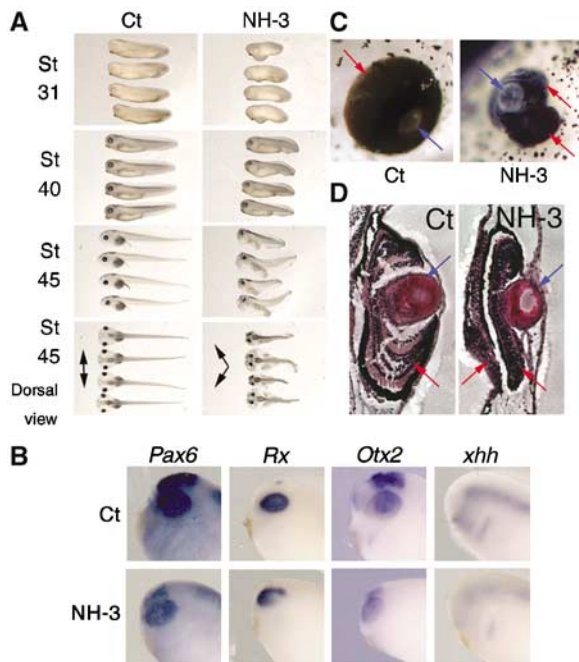 A
Ct
NH-3
St
31
St
40
St
45
St
45
Dorsal
view
C
Ct
NH-3
D
Ct
NH-3
B
Pax6
Rx
Otx2
xhh
Ct
NH-3